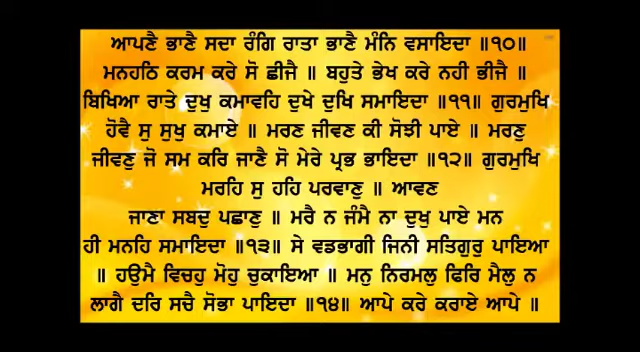 ਆਪਣੈ ਭਾਣੈ ਸਦਾ ਰੰਗਿ ਰਾਤਾ ਭਾਣੈ ਮੰਨਿ ਵਸਾਇਦਾ ॥੧੦॥
ਮਨਹਠਿ ਕਰਮ ਕਰੇ ਸੋ ਛੀਜੈ ॥ ਬਹੁਤੇ ਭੇਖ ਕਰੇ ਨਹੀ ਭੀਜੈ ॥
ਬਿਖਿਆ ਰਾਤੇ ਦੁਖੁ ਕਮਾਵਹਿ ਦੁਖੇ ਦੁਖਿ ਸਮਾਇਦਾ ॥੧੧॥ ਗੁਰਮੁਖਿ
ਹੋਵੈ ਸੁ ਸੁਖੁ ਕਮਾਏ ॥ ਮਰਣ ਜੀਵਣ ਕੀ ਸੋਝੀ ਪਾਏ ॥ ਮਰਣੁ
ਜੀਵਣੁ ਜੋ ਸਮ ਕਰਿ ਜਾਣੈ ਸੋ ਮੇਰੇ ਪ੍ਰਭ ਭਾਇਦਾ ॥੧੨॥ ਗੁਰਮੁਖਿ
ਮਰਹਿ ਸੁ ਹਹਿ ਪਰਵਾਣੁ ॥ ਆਵਣ
ਜਾਣਾ ਸਬਦੁ ਪਛਾਣੁ ॥ ਮਰੈ ਨ ਜੰਮੈ ਨਾ ਦੁਖੁ ਪਾਏ ਮਨ
ਹੀ ਮਨਹਿ ਸਮਾਇਦਾ ॥੧੩॥ ਸੇ ਵਡਭਾਗੀ ਜਿਨੀ ਸਤਿਗੁਰੁ ਪਾਇਆ
॥ ਹਉਮੈ ਵਿਚਹੁ ਮੋਹੁ ਚੁਕਾਇਆ ॥ ਮਨੁ ਨਿਰਮਲੁ ਫਿਰਿ ਮੈਲੁ ਨ
ਲਾਗੈ ਦਰਿ ਸਚੈ ਸੋਭਾ ਪਾਇਦਾ ॥੧੪॥ ਆਪੇ ਕਰੇ ਕਰਾਏ ਆਪੇ ॥